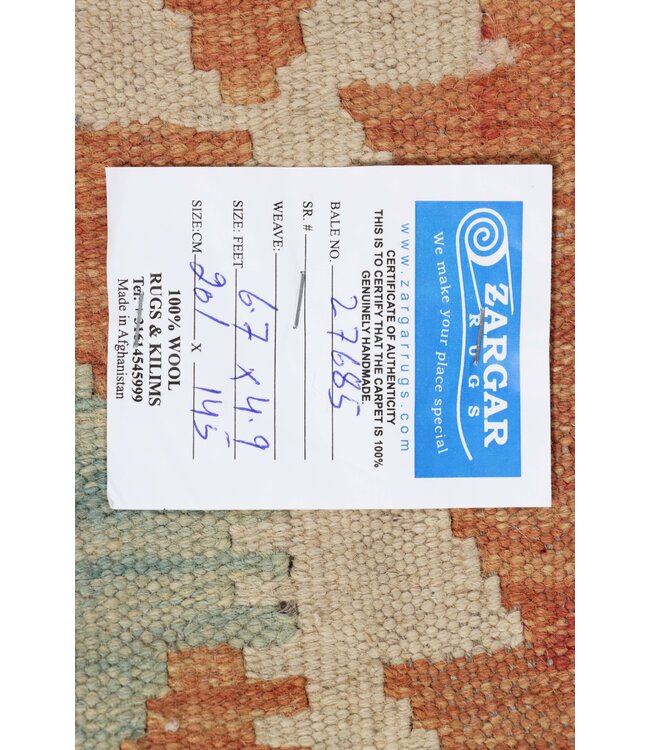 ZARGAR
RUGS
We make your place special
www.zargarrugs.com
CERTIFICATE OF AUTHENTICITY
THIS IS TO CERTIFY THAT THE CARPET IS 100%
GENUINELY HANDMADE.
BALE NO. 27685
SR. #
WEAVE:
SIZE: FEET 6.7 x 4.9
SIZE:CM 201 X 145
100% WOOL
RUGS & KILIMS
Tel:
Made in Afghanistan